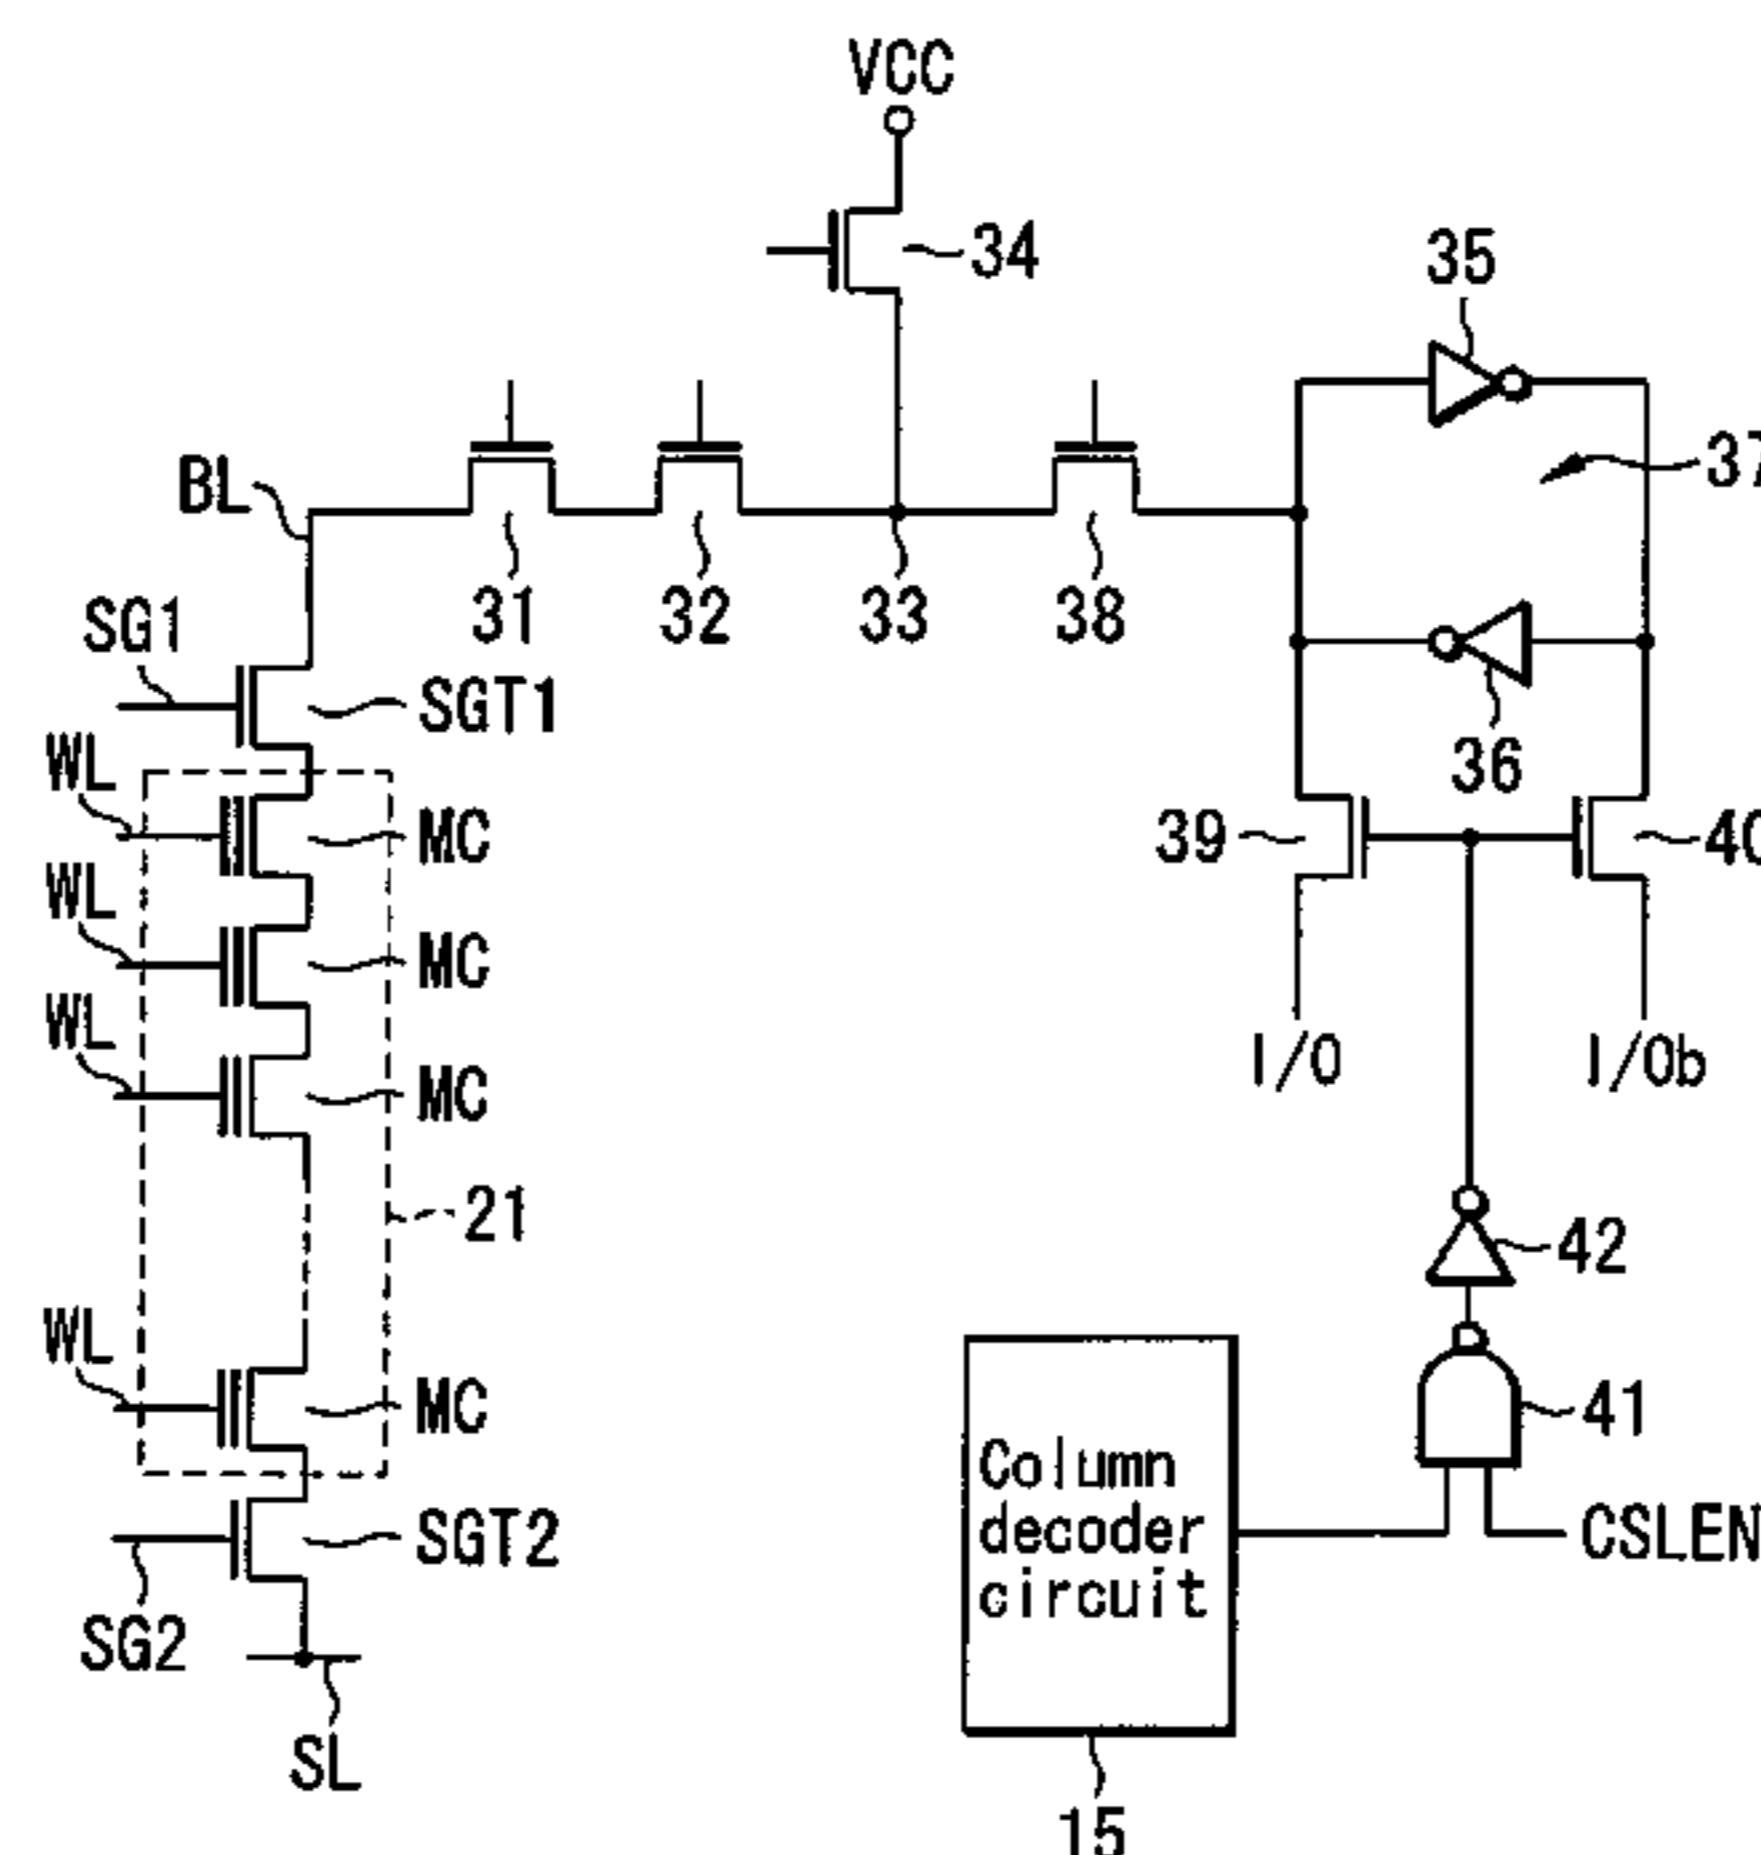 VCC
34
35
BL
37
31
32
33
38
SG1
SGT1
36
WL
MC
39
40
WL
MC
WL
MC
I/O
I/Ob
21
42
WL
MC
41
Column
decoder
circuit
SGT2
CSLEN
SG2
SL
15